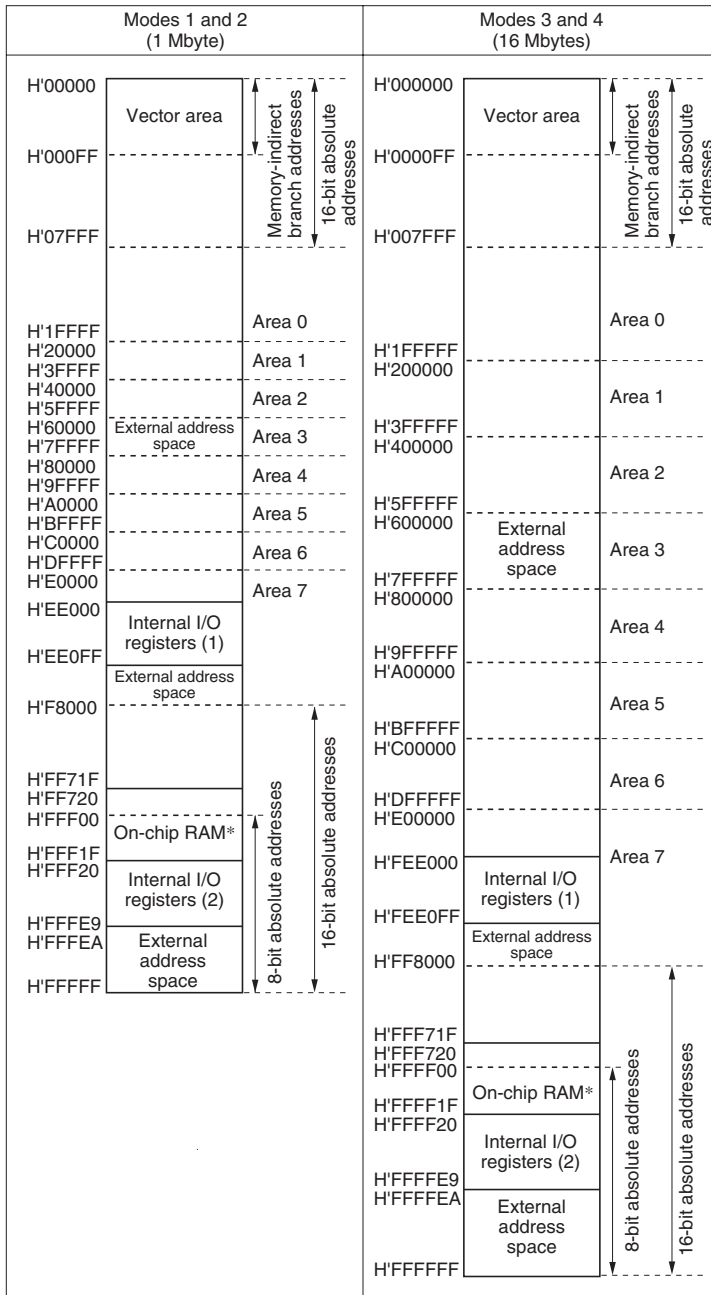 Modes 1 and 2
(1 Mbyte)
H'00000
Vector area
H'000FF
H'07FFF
Memory-indirect
branch addresses
16-bit absolute
addresses
H'1FFFF
Area 0
H'20000
H'3FFFF
Area 1
H'40000
H'5FFFF
Area 2
H'60000
H'7FFFF
External address
space
Area 3
H'80000
H'9FFFF
Area 4
H'A0000
H'BFFFF
Area 5
H'C0000
H'DFFFF
Area 6
H'E0000
Area 7
H'EE000
Internal I/O
registers (1)
H'EE0FF
External address
space
H'F8000
H'FF71F
H'FF720
H'FFF00
On-chip RAM*
H'FFF1F
H'FFF20
Internal I/O
registers (2)
H'FFFE9
H'FFFEA
External
address
space
H'FFFFF
8-bit absolute addresses
16-bit absolute addresses
Modes 3 and 4
(16 Mbytes)
H'000000
Vector area
H'0000FF
H'007FFF
Memory-indirect
branch addresses
16-bit absolute
addresses
Area 0
H'1FFFFF
H'200000
Area 1
H'3FFFFF
H'400000
Area 2
H'5FFFFF
H'600000
External
address
space
Area 3
H'7FFFFF
H'800000
Area 4
H'9FFFFF
H'A00000
Area 5
H'BFFFFF
H'C00000
Area 6
H'DFFFFF
H'E00000
Area 7
H'FEE000
Internal I/O
registers (1)
H'FEE0FF
External address
space
H'FF8000
H'FFF71F
H'FFF720
H'FFFF00
On-chip RAM*
H'FFFF1F
H'FFFF20
Internal I/O
registers (2)
H'FFFFE9
H'FFFFEA
External
address
space
H'FFFFFF
8-bit absolute addresses
16-bit absolute addresses